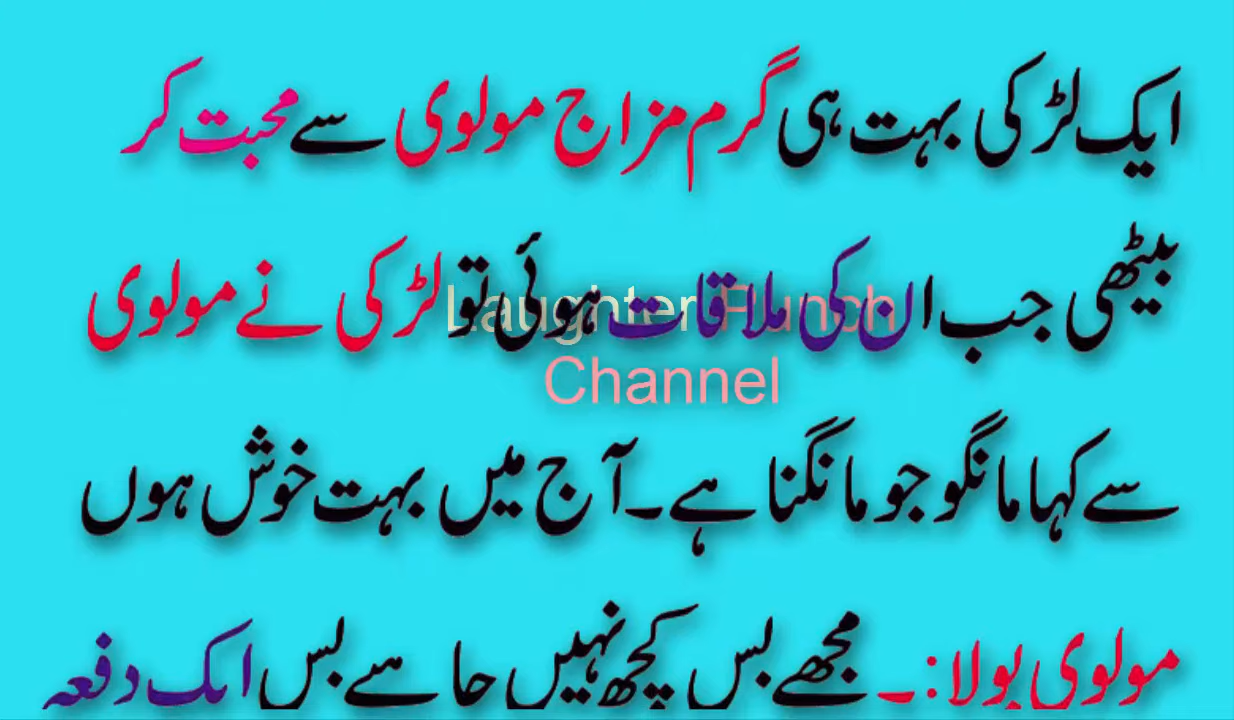 ایک لڑکی بہت ہی گرم مزاج مولوی سے محبت کر
بیٹھی جب ان کی ملاقات ہوئی تو لڑکی نے مولوی
Laughter Punch
Channel
سے کہا مانگو جو مانگنا ہے۔ آج میں بہت خوش ہوں
مولوی بولا:۔ مجھے بس کچھ نہیں چاہیے بس ایک دفعہ